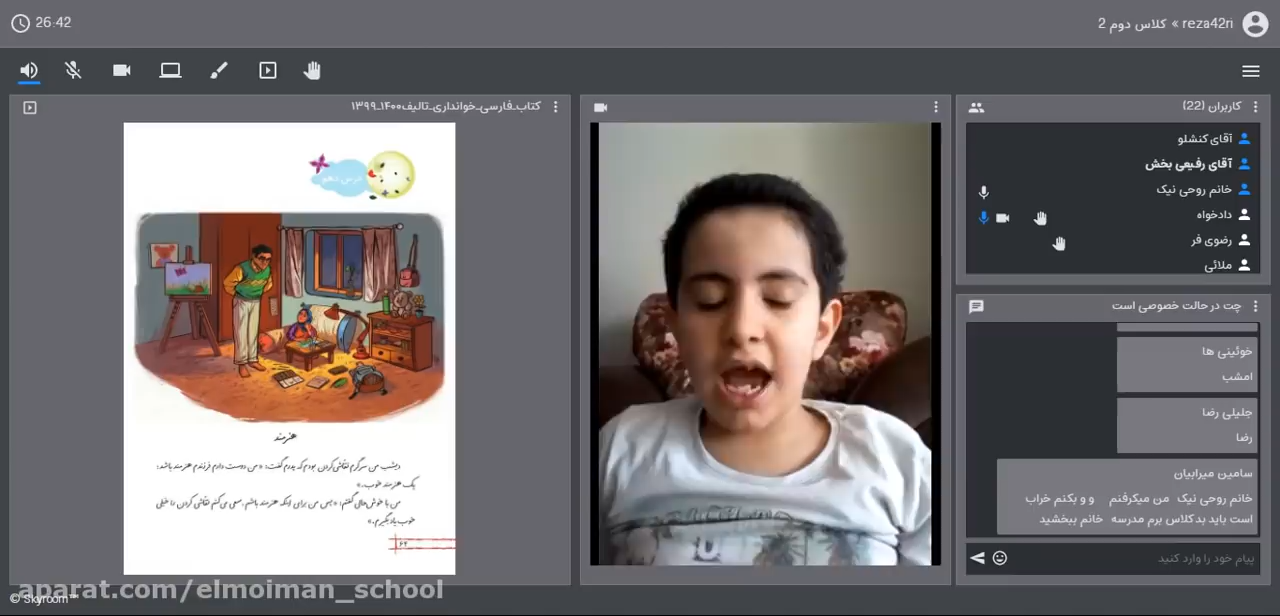 26:42
reza42ri » کلاس دوم 2
کتاب_فارسی_خوانداری_تالیف۱۴۰۰_۱۳۹۹
درس دهم
هنرمند
دیشب من سرگرم نقاشی کردن بودم که پدرم گفت: «من دوست دارم فرزندم هنرمند باشد؛
یک هنرمند خوب.»
من با خوش‌حالی گفتم: «پس من برای اینکه هنرمند باشم، سعی می‌کنم نقاشی کردن را خیلی
خوب یاد بگیرم.»
۶۴
کاربران (22)
آقای کنشلو
آقای رفیعی بخش
خانم روحی نیک
دادخواه
رضوی فر
ملائی
چت در حالت خصوصی است
خوئینی ها
امشب
جلیلی رضا
رضا
سامین میرابیان
خانم روحی نیک من میکرفنم و و بکنم خراب
است باید بدکلاس برم مدرسه خانم ببخشید
پیام خود را وارد کنید
aparat.com/elmoiman_school
© Skyroom™